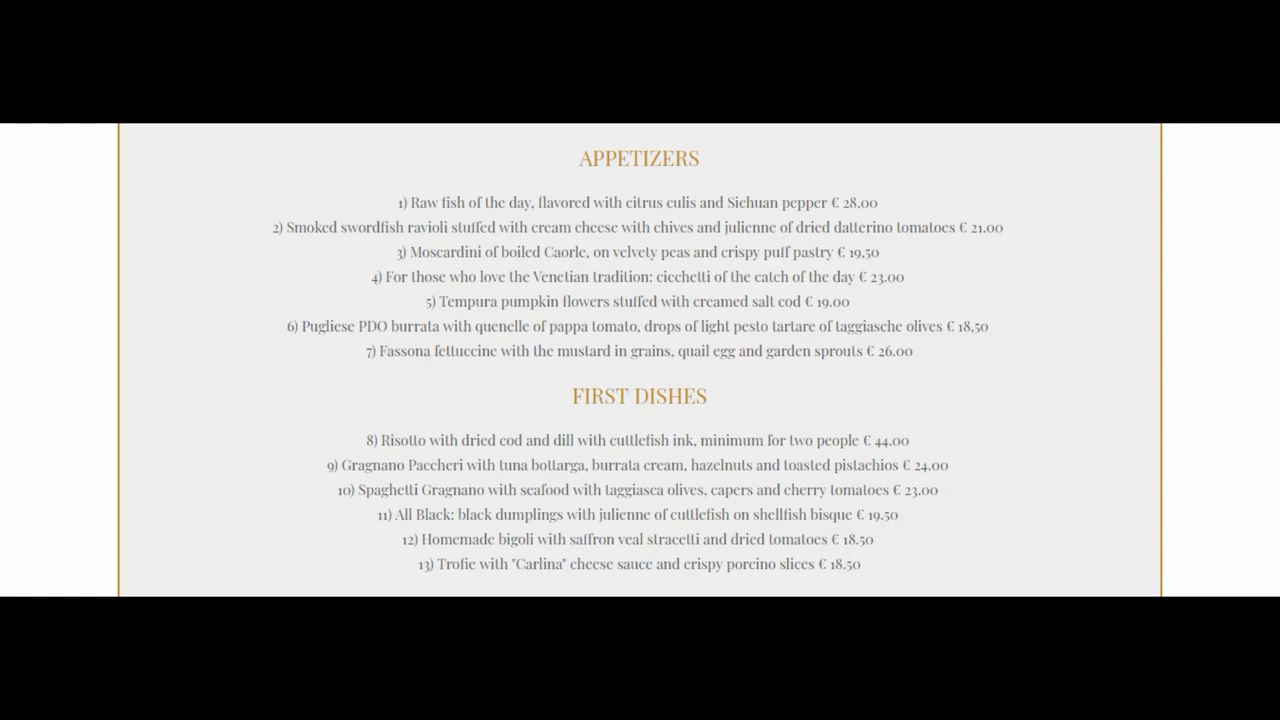 APPETIZERS
1) Raw fish of the day, flavored with citrus culis and Sichuan pepper € 28.00
2) Smoked swordfish ravioli stuffed with cream cheese with chives and julienne of dried datterino tomatoes € 21.00
3) Moscardini of boiled Caorle, on velvety peas and crispy puff pastry € 19,50
4) For those who love the Venetian tradition: cicchetti of the catch of the day € 23.00
5) Tempura pumpkin flowers stuffed with creamed salt cod € 19.00
6) Pugliese PDO burrata with quenelle of pappa tomato, drops of light pesto tartare of taggiasche olives € 18,50
7) Fassona fettuccine with the mustard in grains, quail egg and garden sprouts € 26.00
FIRST DISHES
8) Risotto with dried cod and dill with cuttlefish ink, minimum for two people € 44.00
9) Gragnano Paccheri with tuna bottarga, burrata cream, hazelnuts and toasted pistachios € 24.00
10) Spaghetti Gragnano with seafood with taggiasca olives, capers and cherry tomatoes € 23.00
11) All Black: black dumplings with julienne of cuttlefish on shellfish bisque € 19.50
12) Homemade bigoli with saffron veal stracetti and dried tomatoes € 18.50
13) Trofie with "Carlina" cheese sauce and crispy porcino slices € 18.50